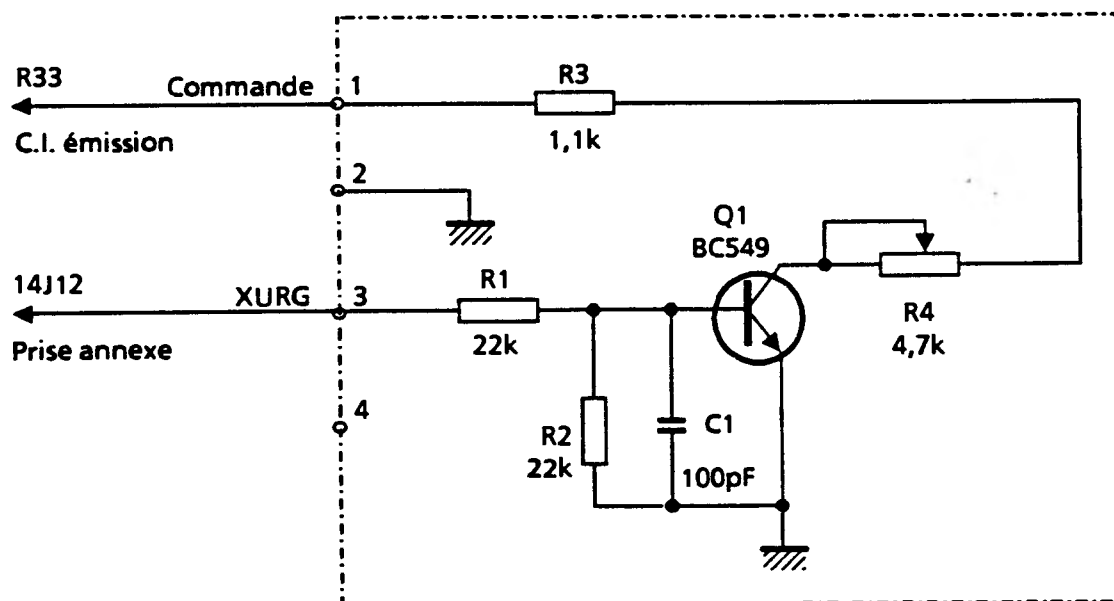 R33
Commande
1
R3
C.I. émission
1,1k
2
Q1
BC549
14J12
XURG
3
R1
R4
Prise annexe
22k
4,7k
4
R2
C1
22k
100pF